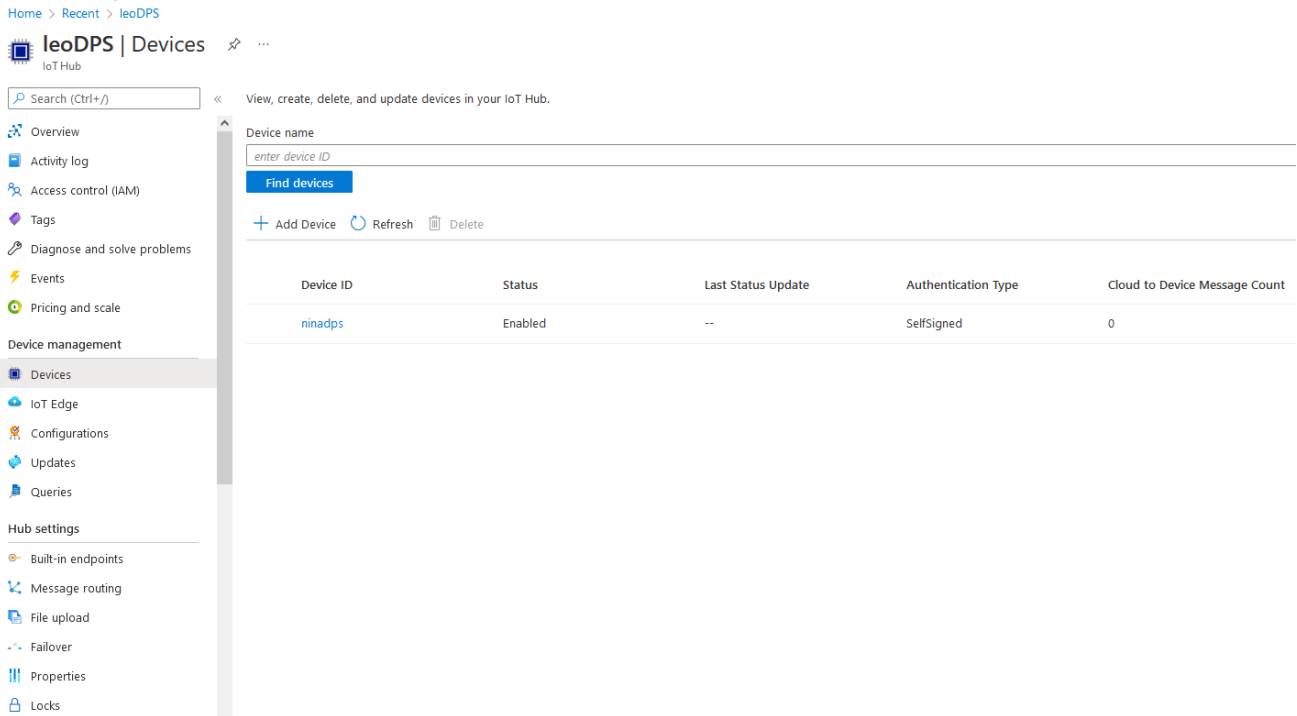 Home > Recent > leoDPS
leoDPS | Devices
...
IoT Hub
Search (Ctrl+/)
«
Overview
Activity log
Access control (IAM)
Tags
Diagnose and solve problems
Events
Pricing and scale
Device management
Devices
IoT Edge
Configurations
Updates
Queries
Hub settings
Built-in endpoints
Message routing
File upload
Failover
Properties
Locks
View, create, delete, and update devices in your IoT Hub.
Device name
enter device ID
Find devices
Add Device Refresh Delete
Device ID Status Last Status Update Authentication Type Cloud to Device Message Count
ninadps Enabled -- SelfSigned 0